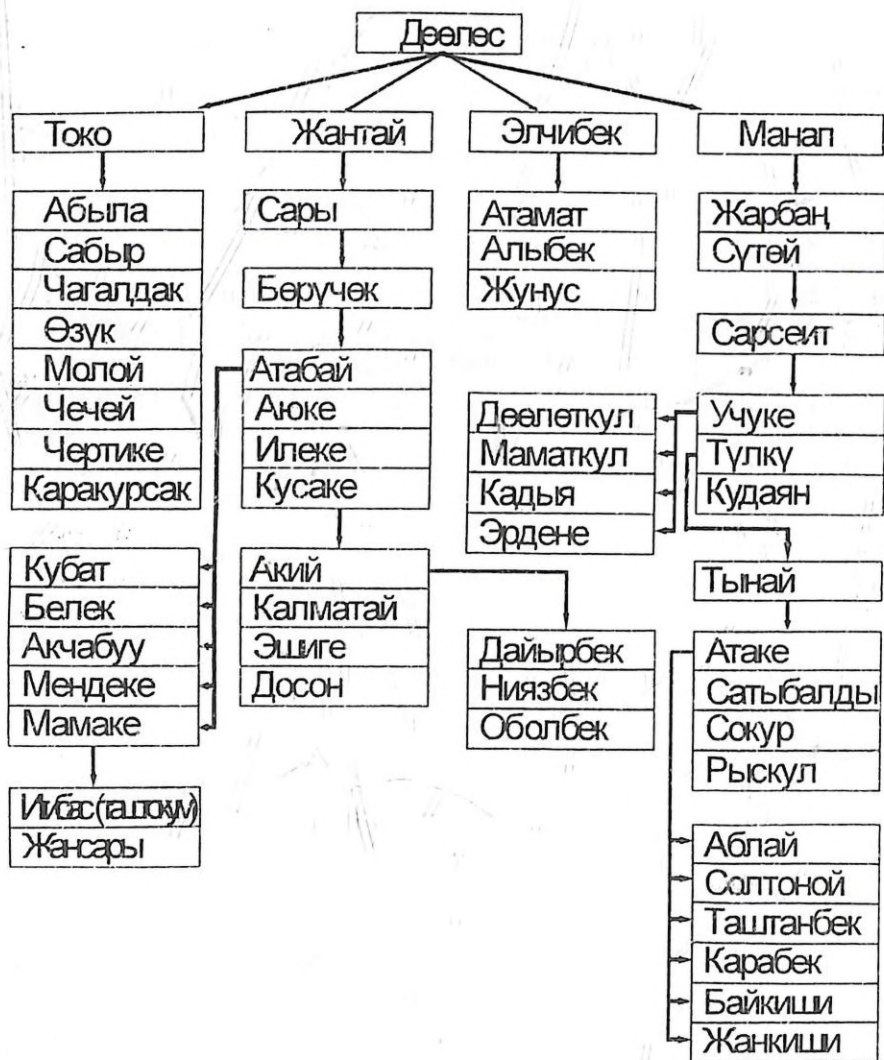 Дөөлөс
Токо
Жантай
Элчибек
Манап
Абыла
Сабыр
Чагалдак
Өзүк
Молой
Чечей
Чертике
Каракурсак
Сары
Бөрүчөк
Атабай
Аюке
Илеке
Кусаке
Атамат
Алыбек
Жунус
Жарбаң
Сүтөй
Сарсеит
Учуке
Түлкү
Кудаян
Дөөлөткул
Маматкул
Кадыя
Эрдене
Кубат
Белек
Акчабуу
Мендеке
Мамаке
Акий
Калматай
Эшиге
Досон
Дайырбек
Ниязбек
Оболбек
Тынай
Атаке
Сатыбалды
Сокур
Рыскул
Жансары
Аблай
Солтоной
Таштанбек
Карабек
Байкиши
Жанкиши